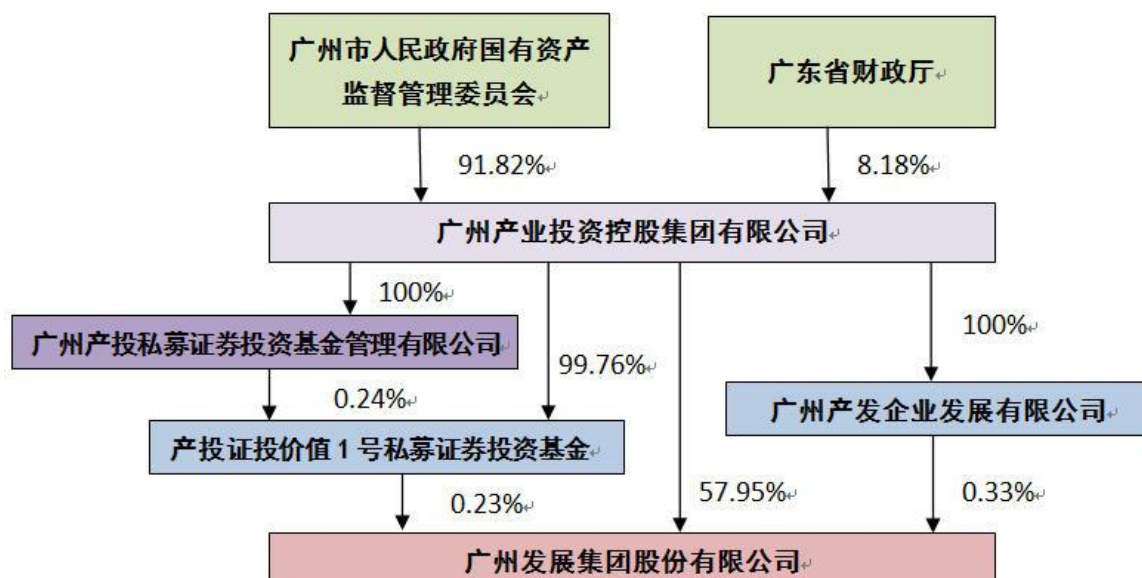 广州市人民政府国有资产
监督管理委员会
广东省财政厅
91.82%
8.18%
广州产业投资控股集团有限公司
100%
广州产投私募证券投资基金管理有限公司
100%
99.76%
0.24%
广州产发企业发展有限公司
产投证投价值1号私募证券投资基金
0.23%
57.95%
0.33%
广州发展集团股份有限公司